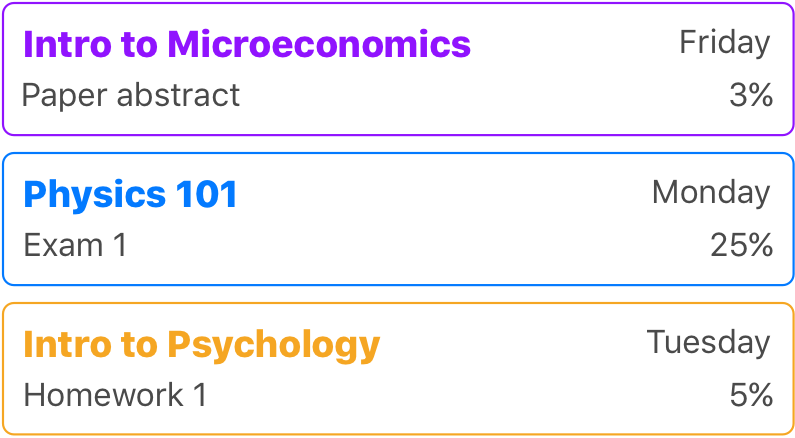 Intro to Microeconomics Friday
Paper abstract 3%
Physics 101 Monday
Exam 1 25%
Intro to Psychology Tuesday
Homework 1 5%